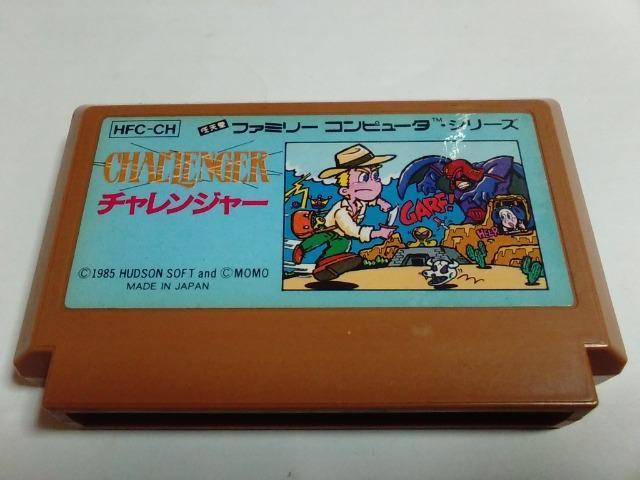 HFC-CH
任天堂 ファミリー コンピュータ™・シリーズ
CHALLENGER
チャレンジャー
GARF!
HELP
©1985 HUDSON SOFT and ©MOMO
MADE IN JAPAN